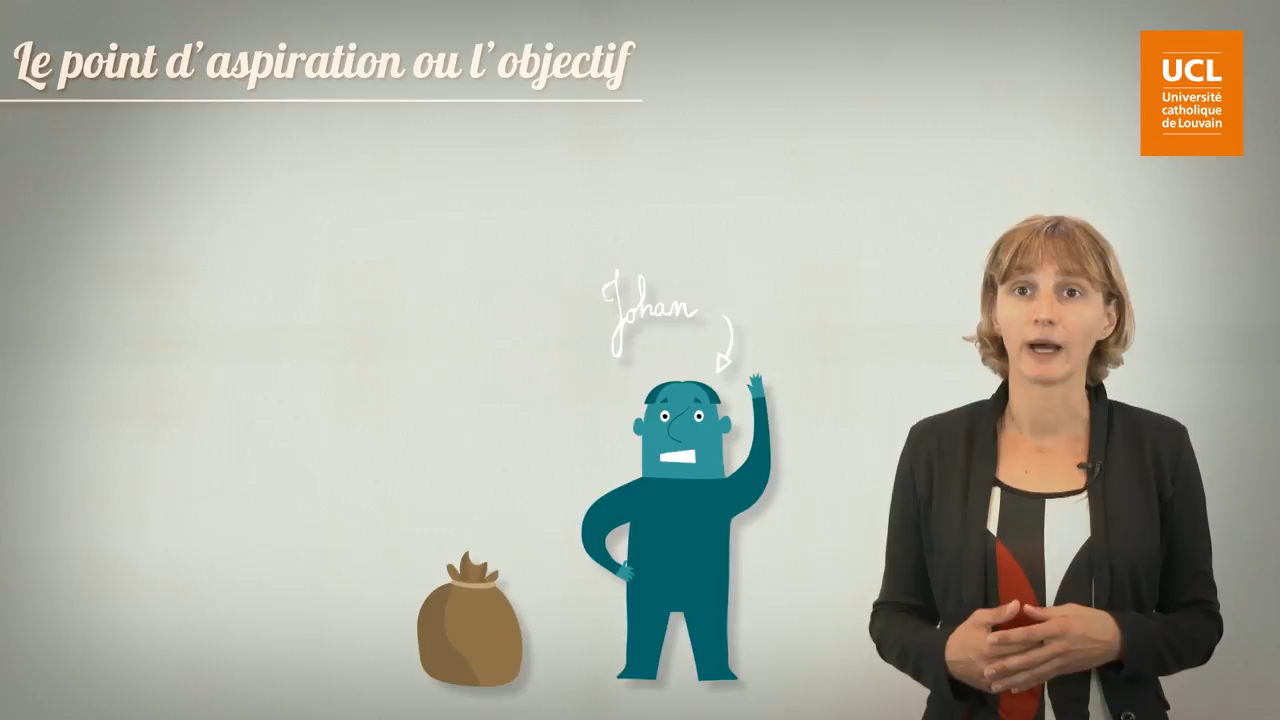 Le point d'aspiration ou l'objectif
UCL
Université
catholique
de Louvain
Johan